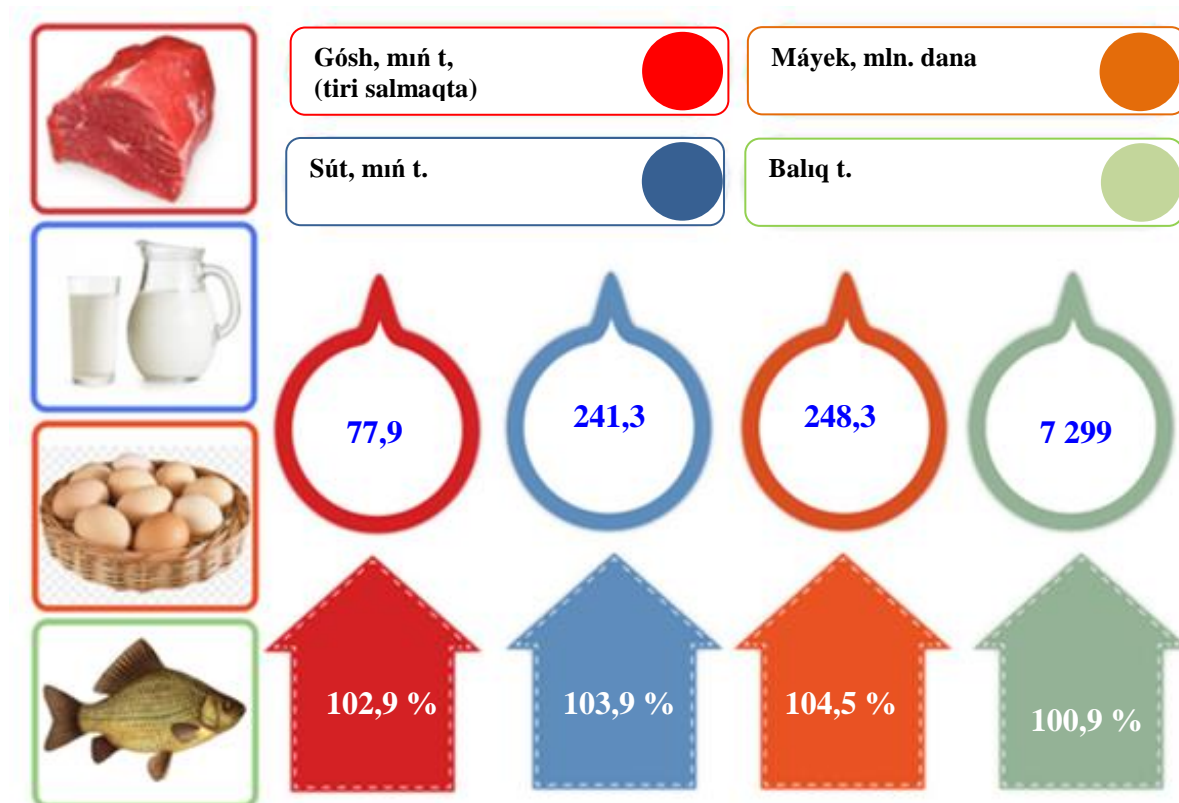 Gósh, mıń t,
(tiri salmaqta)
Máyek, mln. dana
Sút, mıń t.
Balıq t.
77,9
241,3
248,3
7 299
102,9 %
103,9 %
104,5 %
100,9 %